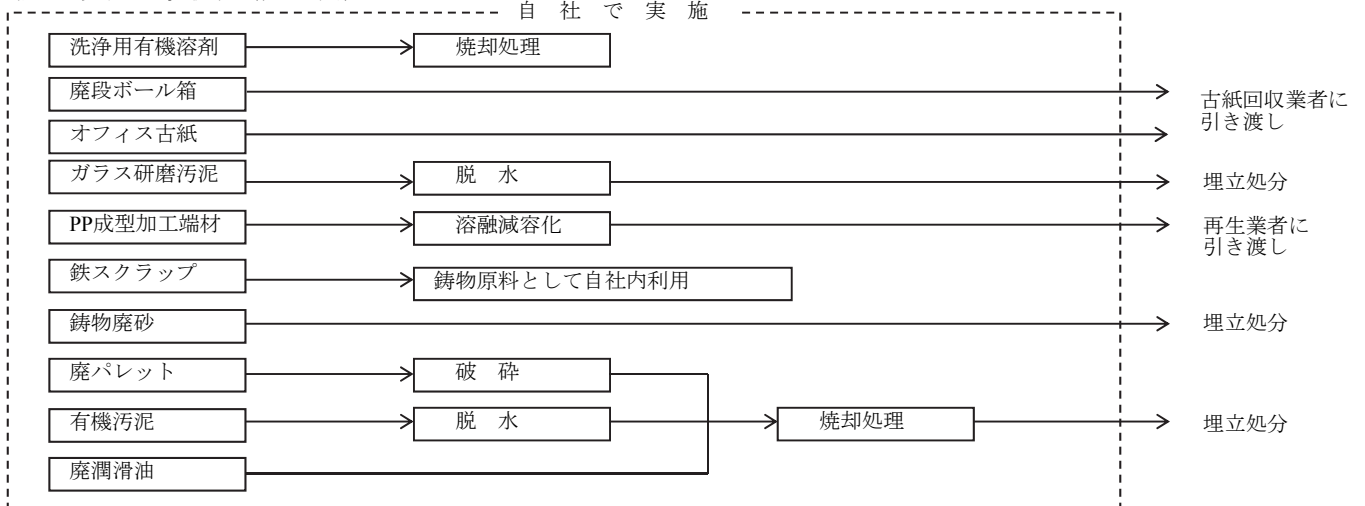 自 社 で 実 施
洗浄用有機溶剤
焼却処理
廃段ボール箱
古紙回収業者に
引き渡し
オフィス古紙
ガラス研磨汚泥
脱 水
埋立処分
PP成型加工端材
溶融減容化
再生業者に
引き渡し
鉄スクラップ
鋳物原料として自社内利用
鋳物廃砂
埋立処分
廃パレット
破 砕
有機汚泥
脱 水
焼却処理
埋立処分
廃潤滑油